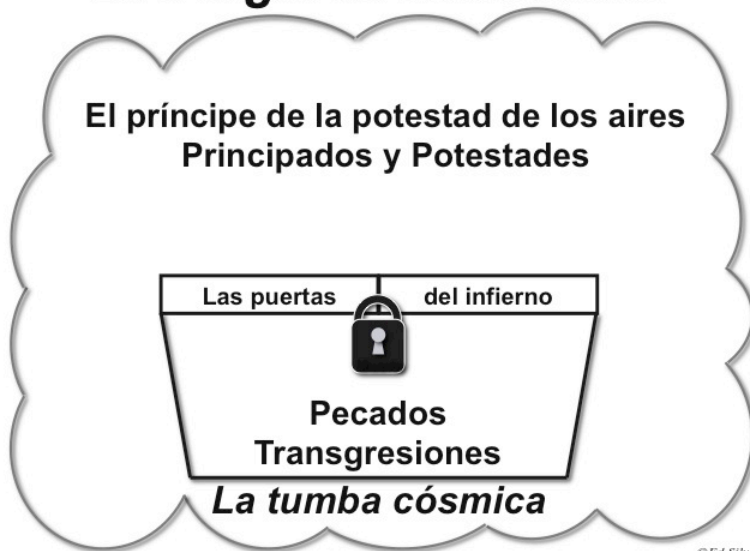 El príncipe de la potestad de los aires
Principados y Potestades
Las puertas del infierno
Pecados
Transgresiones
La tumba cósmica